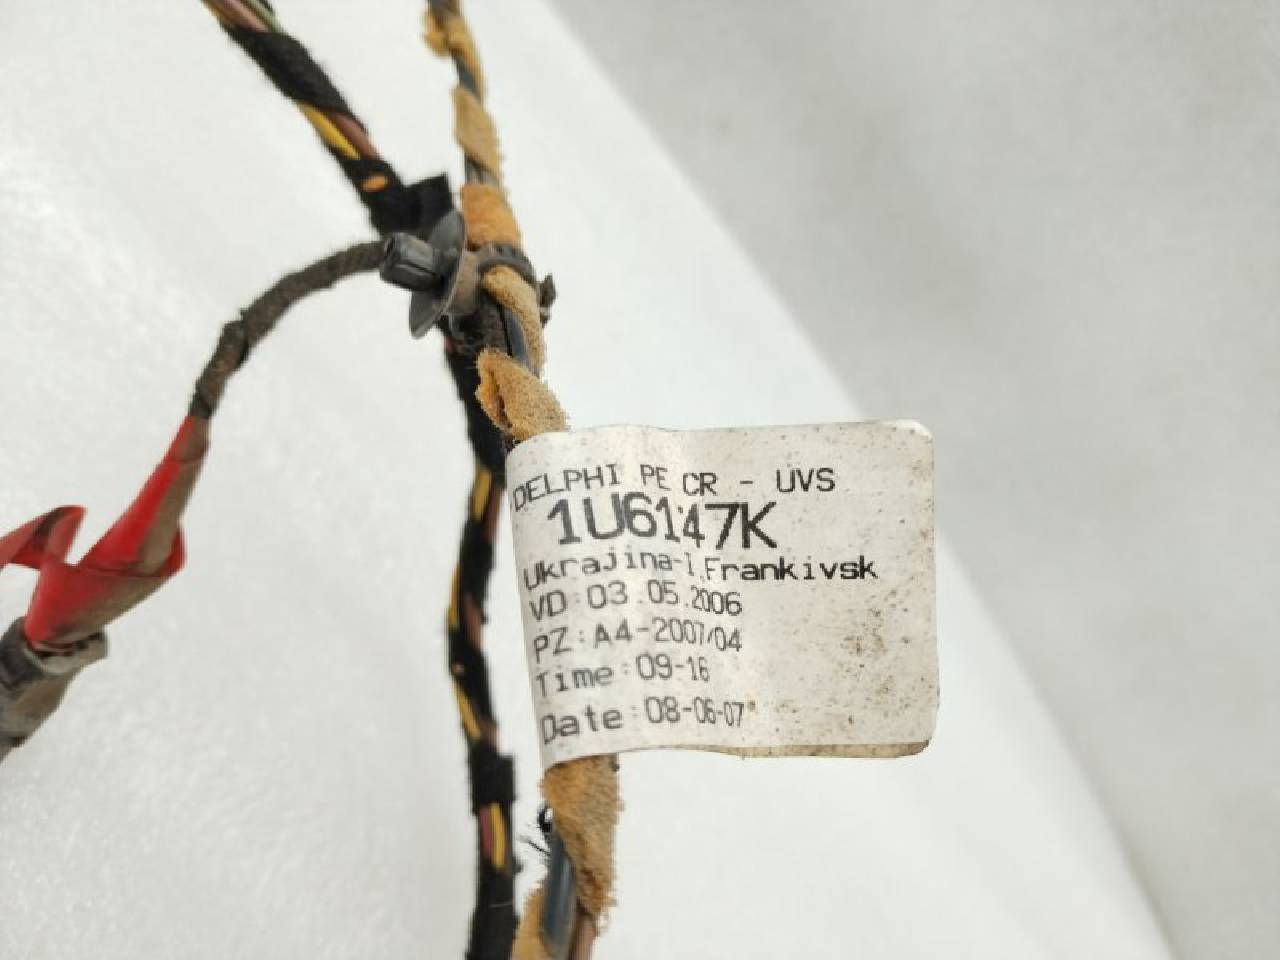 DELPHI PE CR - UVS
1U6147K
Ukrajina-I.Frankivsk
VD:03.05.2006
PZ:A4-2007/04
Time:09-16
Date:08-06-07